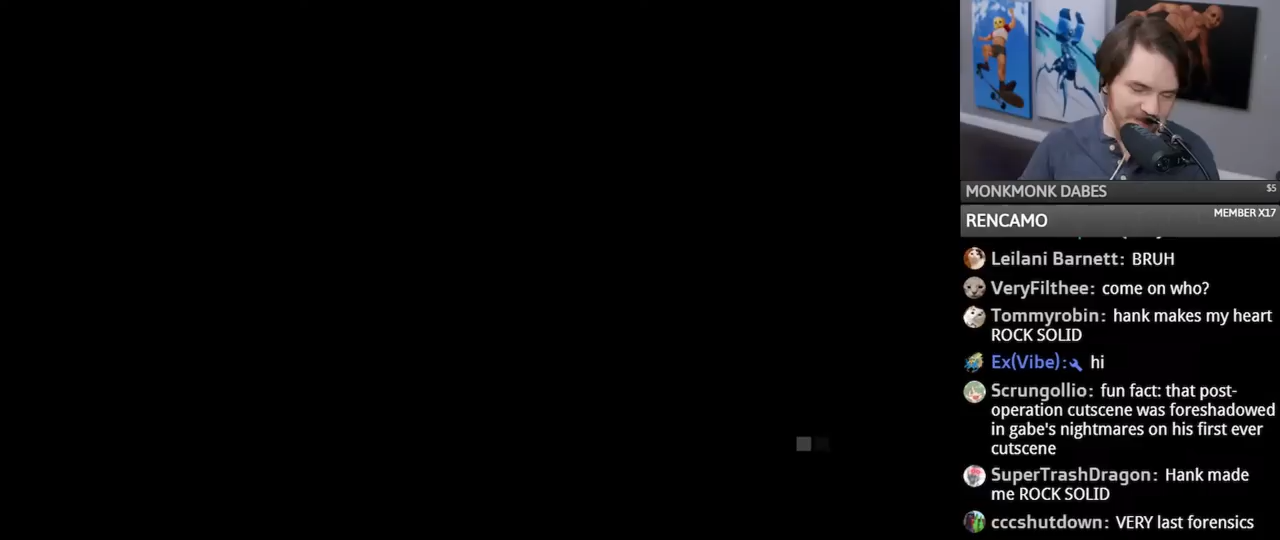 MONKMONK DABES $5
RENCAMO MEMBER X17
Leilani Barnett: BRUH
VeryFilthee: come on who?
Tommyrobin: hank makes my heart
ROCK SOLID
Ex(Vibe): hi
Scrungollio: fun fact: that post-
operation cutscene was foreshadowed
in gabe's nightmares on his first ever
cutscene
SuperTrashDragon: Hank made
me ROCK SOLID
cccshutdown: VERY last forensics